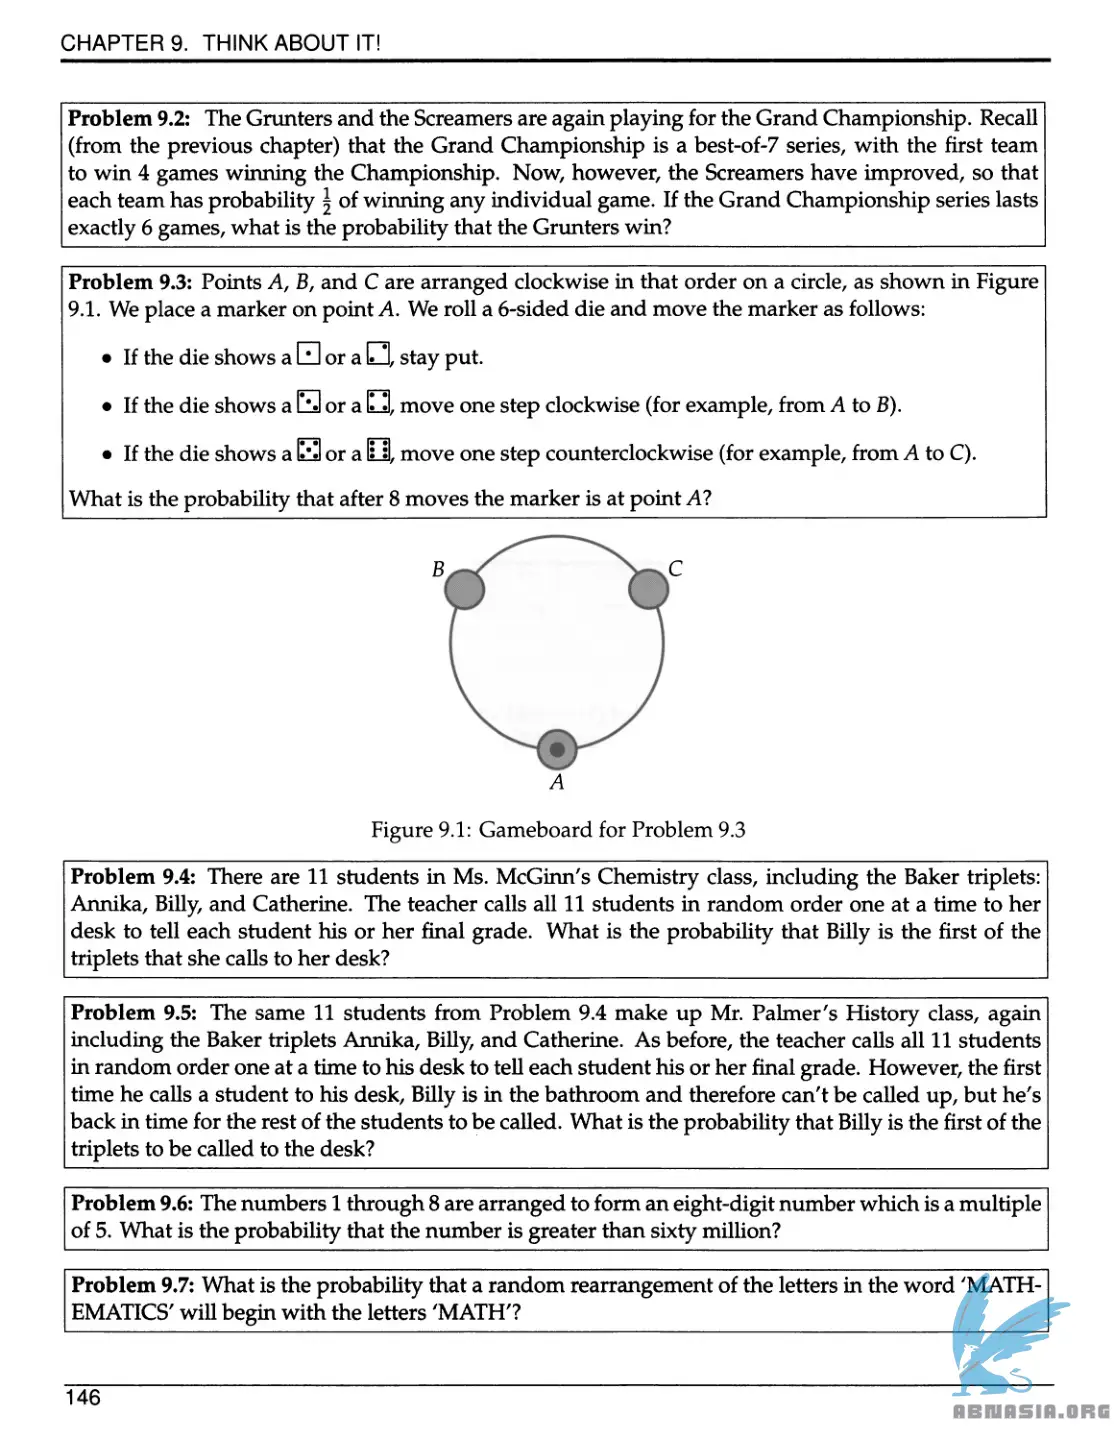 CHAPTER 9. THINK ABOUT IT!
Problem 9.2: The Grunters and the Screamers are again playing for the Grand Championship. Recall
(from the previous chapter) that the Grand Championship is a best-of-7 series, with the first team
to win 4 games winning the Championship. Now, however, the Screamers have improved, so that
each team has probability 1/2 of winning any individual game. If the Grand Championship series lasts
exactly 6 games, what is the probability that the Grunters win?
Problem 9.3: Points A, B, and C are arranged clockwise in that order on a circle, as shown in Figure
9.1. We place a marker on point A. We roll a 6-sided die and move the marker as follows:
• If the die shows a ⚀ or a ⚁, stay put.
• If the die shows a ⚂ or a ⚃, move one step clockwise (for example, from A to B).
• If the die shows a ⚄ or a ⚅, move one step counterclockwise (for example, from A to C).
What is the probability that after 8 moves the marker is at point A?
B
C
A
Figure 9.1: Gameboard for Problem 9.3
Problem 9.4: There are 11 students in Ms. McGinn's Chemistry class, including the Baker triplets:
Annika, Billy, and Catherine. The teacher calls all 11 students in random order one at a time to her
desk to tell each student his or her final grade. What is the probability that Billy is the first of the
triplets that she calls to her desk?
Problem 9.5: The same 11 students from Problem 9.4 make up Mr. Palmer's History class, again
including the Baker triplets Annika, Billy, and Catherine. As before, the teacher calls all 11 students
in random order one at a time to his desk to tell each student his or her final grade. However, the first
time he calls a student to his desk, Billy is in the bathroom and therefore can't be called up, but he's
back in time for the rest of the students to be called. What is the probability that Billy is the first of the
triplets to be called to the desk?
Problem 9.6: The numbers 1 through 8 are arranged to form an eight-digit number which is a multiple
of 5. What is the probability that the number is greater than sixty million?
Problem 9.7: What is the probability that a random rearrangement of the letters in the word 'MATH-
EMATICS' will begin with the letters 'MATH'?
146
ABNASIA.ORG